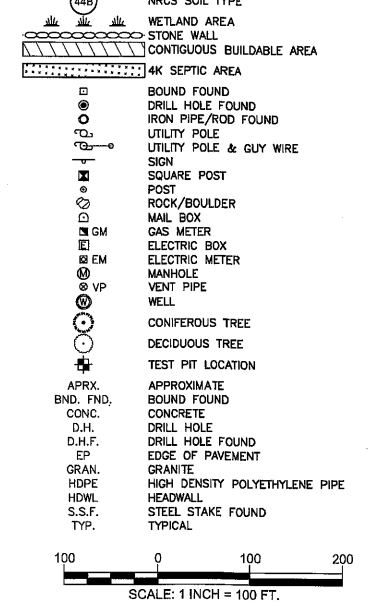 44B NRCS SOIL TYPE
WETLAND AREA
STONE WALL
CONTIGUOUS BUILDABLE AREA
4K SEPTIC AREA
BOUND FOUND
DRILL HOLE FOUND
IRON PIPE/ROD FOUND
UTILITY POLE
UTILITY POLE & GUY WIRE
SIGN
SQUARE POST
POST
ROCK/BOULDER
MAIL BOX
GM GAS METER
E ELECTRIC BOX
EM ELECTRIC METER
M MANHOLE
VP VENT PIPE
W WELL
CONIFEROUS TREE
DECIDUOUS TREE
TEST PIT LOCATION
APRX. APPROXIMATE
BND. FND. BOUND FOUND
CONC. CONCRETE
D.H. DRILL HOLE
D.H.F. DRILL HOLE FOUND
EP EDGE OF PAVEMENT
GRAN. GRANITE
HDPE HIGH DENSITY POLYETHYLENE PIPE
HDWL HEADWALL
S.S.F. STEEL STAKE FOUND
TYP. TYPICAL
100 0 100 200
SCALE: 1 INCH = 100 FT.